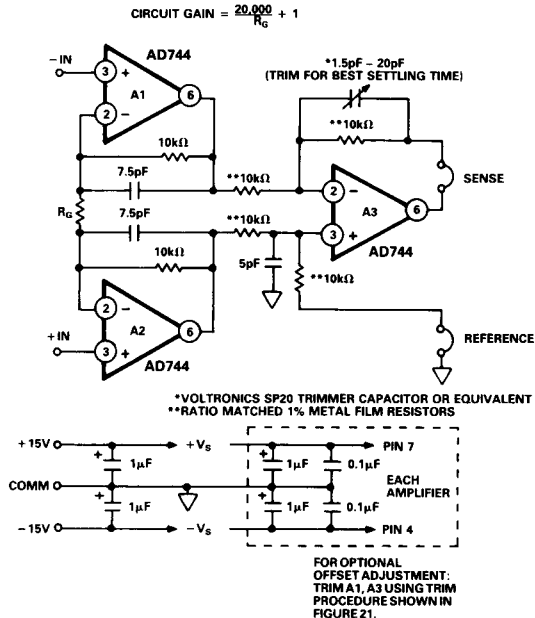 CIRCUIT GAIN = 20,000 / RG + 1
–IN
AD744
3 +
A1
6
2 –
10kΩ
7.5pF
RG
7.5pF
10kΩ
2 –
A2
6
+IN
3 +
AD744
*1.5pF – 20pF
(TRIM FOR BEST SETTLING TIME)
**10kΩ
**10kΩ
2 –
A3
6
SENSE
**10kΩ
3 +
AD744
5pF
**10kΩ
REFERENCE
*VOLTRONICS SP20 TRIMMER CAPACITOR OR EQUIVALENT
**RATIO MATCHED 1% METAL FILM RESISTORS
+15V
+VS
PIN 7
+
1µF
+
1µF
0.1µF
COMM
EACH
AMPLIFIER
+
1µF
+
1µF
0.1µF
–15V
–VS
PIN 4
FOR OPTIONAL
OFFSET ADJUSTMENT:
TRIM A1, A3 USING TRIM
PROCEDURE SHOWN IN
FIGURE 21.